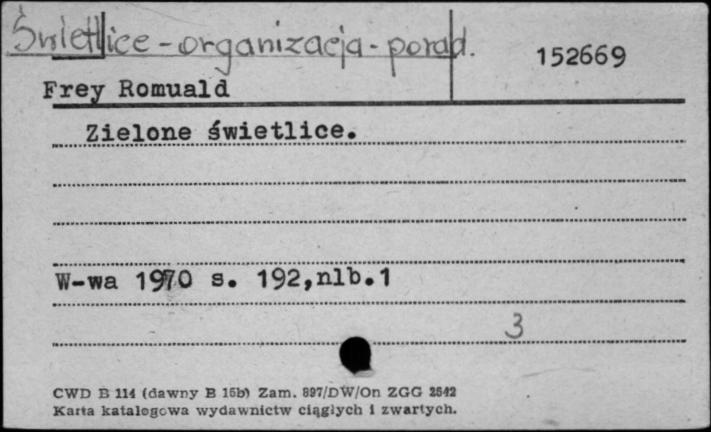 Świetlice - organizacja - porad.
152669
Frey Romuald
Zielone świetlice.
W-wa 1970 s. 192,nlb.1
3
CWD B 114 (dawny B 15b) Zam. 897/DW/On ZGG 2542
Karta katalogowa wydawnictw ciągłych i zwartych.